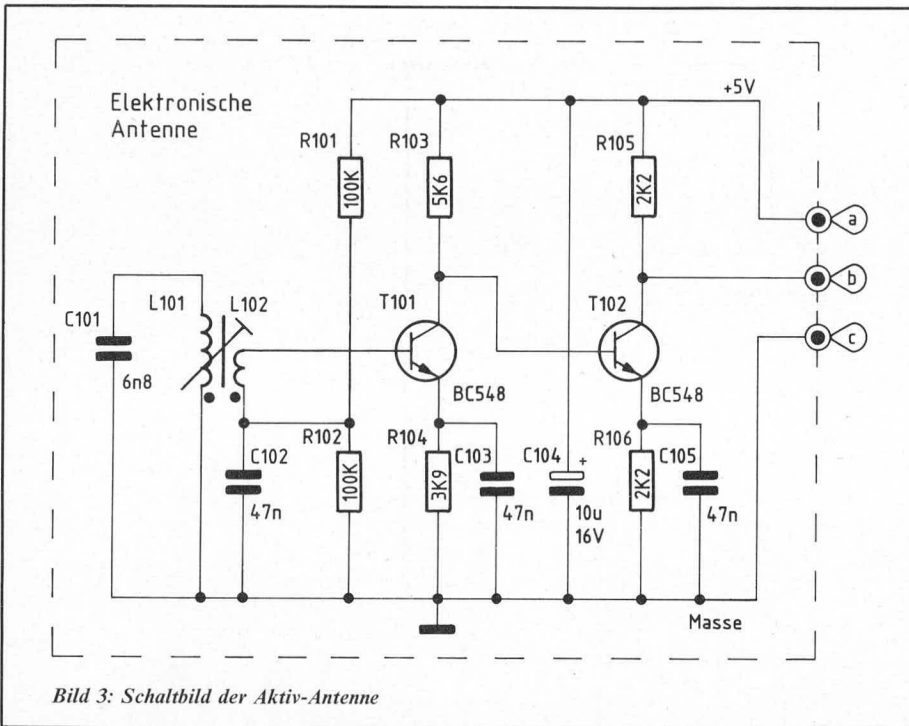 Elektronische
Antenne
+5V
R101
R103
R105
100K
5K6
2K2
a
b
c
L101
L102
C101
6n8
T101
T102
BC548
BC548
R102
R104
C103
C104
+
R106
C105
C102
100K
3K9
2K2
47n
47n
10u
16V
47n
Masse
Bild 3: Schaltbild der Aktiv-Antenne